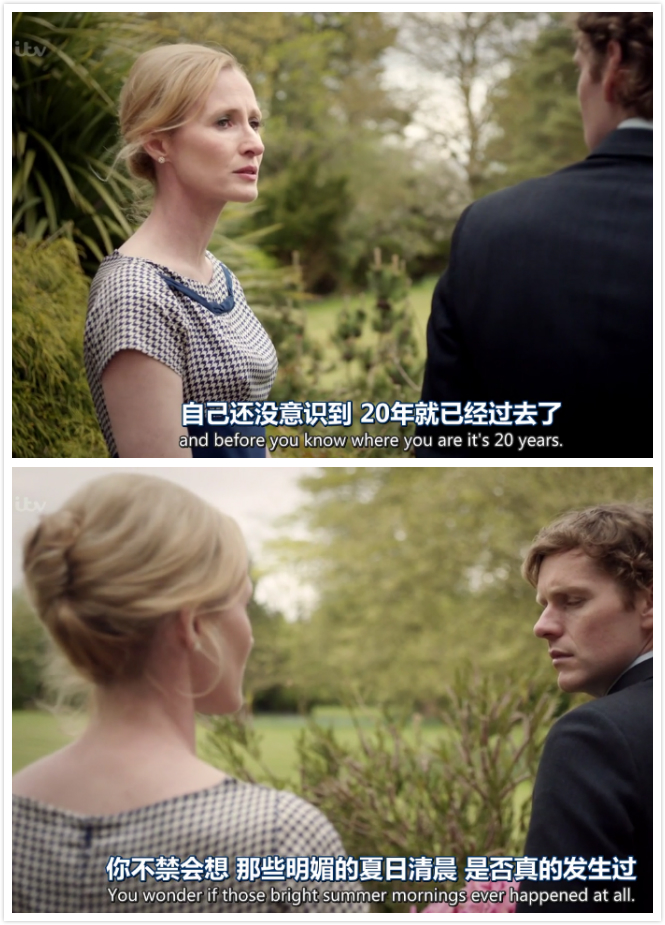 itv
自己还没意识到 20年就已经过去了
and before you know where you are it's 20 years.
itv
你不禁会想 那些明媚的夏日清晨 是否真的发生过
You wonder if those bright summer mornings ever happened at all.